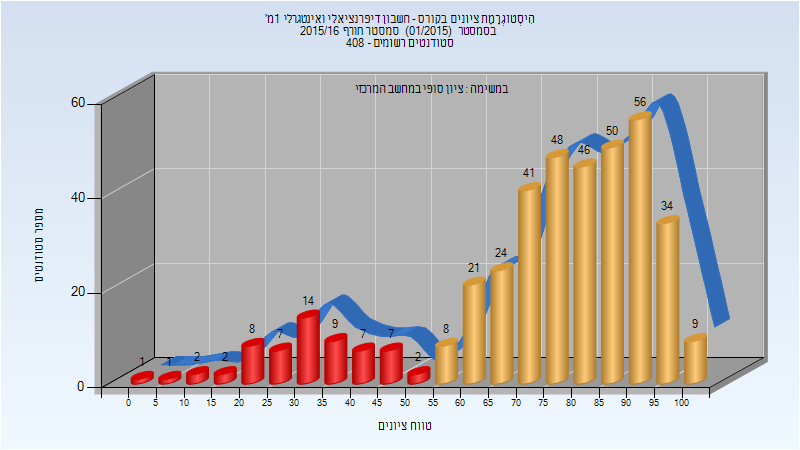 היסטוגרמת ציונים בקורס - חשבון דיפרנציאלי ואינטגרלי 1מ'
בסמסטר (01/2015) סמסטר חורף 2015/16
סטודנטים רשומים - 408
במשימה : ציון סופי במחשב המרכזי
מספר סטודנטים
60
40
20
0
1 1 2 2 8 7 14 9 7 7 2 8 21 24 41 48 46 50 56 34 9
0 5 10 15 20 25 30 35 40 45 50 55 60 65 70 75 80 85 90 95 100
טווח ציונים